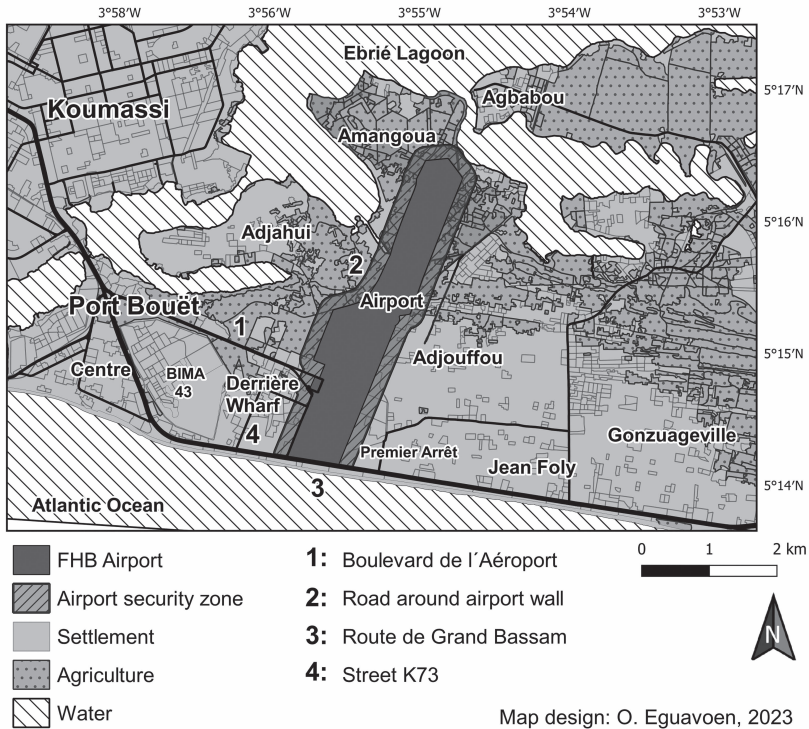 3°58'W 3°56'W 3°55'W 3°54'W 3°53'W
Ebrié Lagoon
5°17'N
Koumassi
Agbabou
Amangoua
5°16'N
Adjahui
2
Port Bouët
Airport
1
5°15'N
Adjouffou
Centre
BIMA
43
Derrière
Wharf
4
Gonzuageville
Premier Arrêt
Jean Foly
3
5°14'N
Atlantic Ocean
FHB Airport
Airport security zone
Settlement
Agriculture
Water
1: Boulevard de l´Aéroport
2: Road around airport wall
3: Route de Grand Bassam
4: Street K73
0 1 2 km
N
Map design: O. Eguavoen, 2023